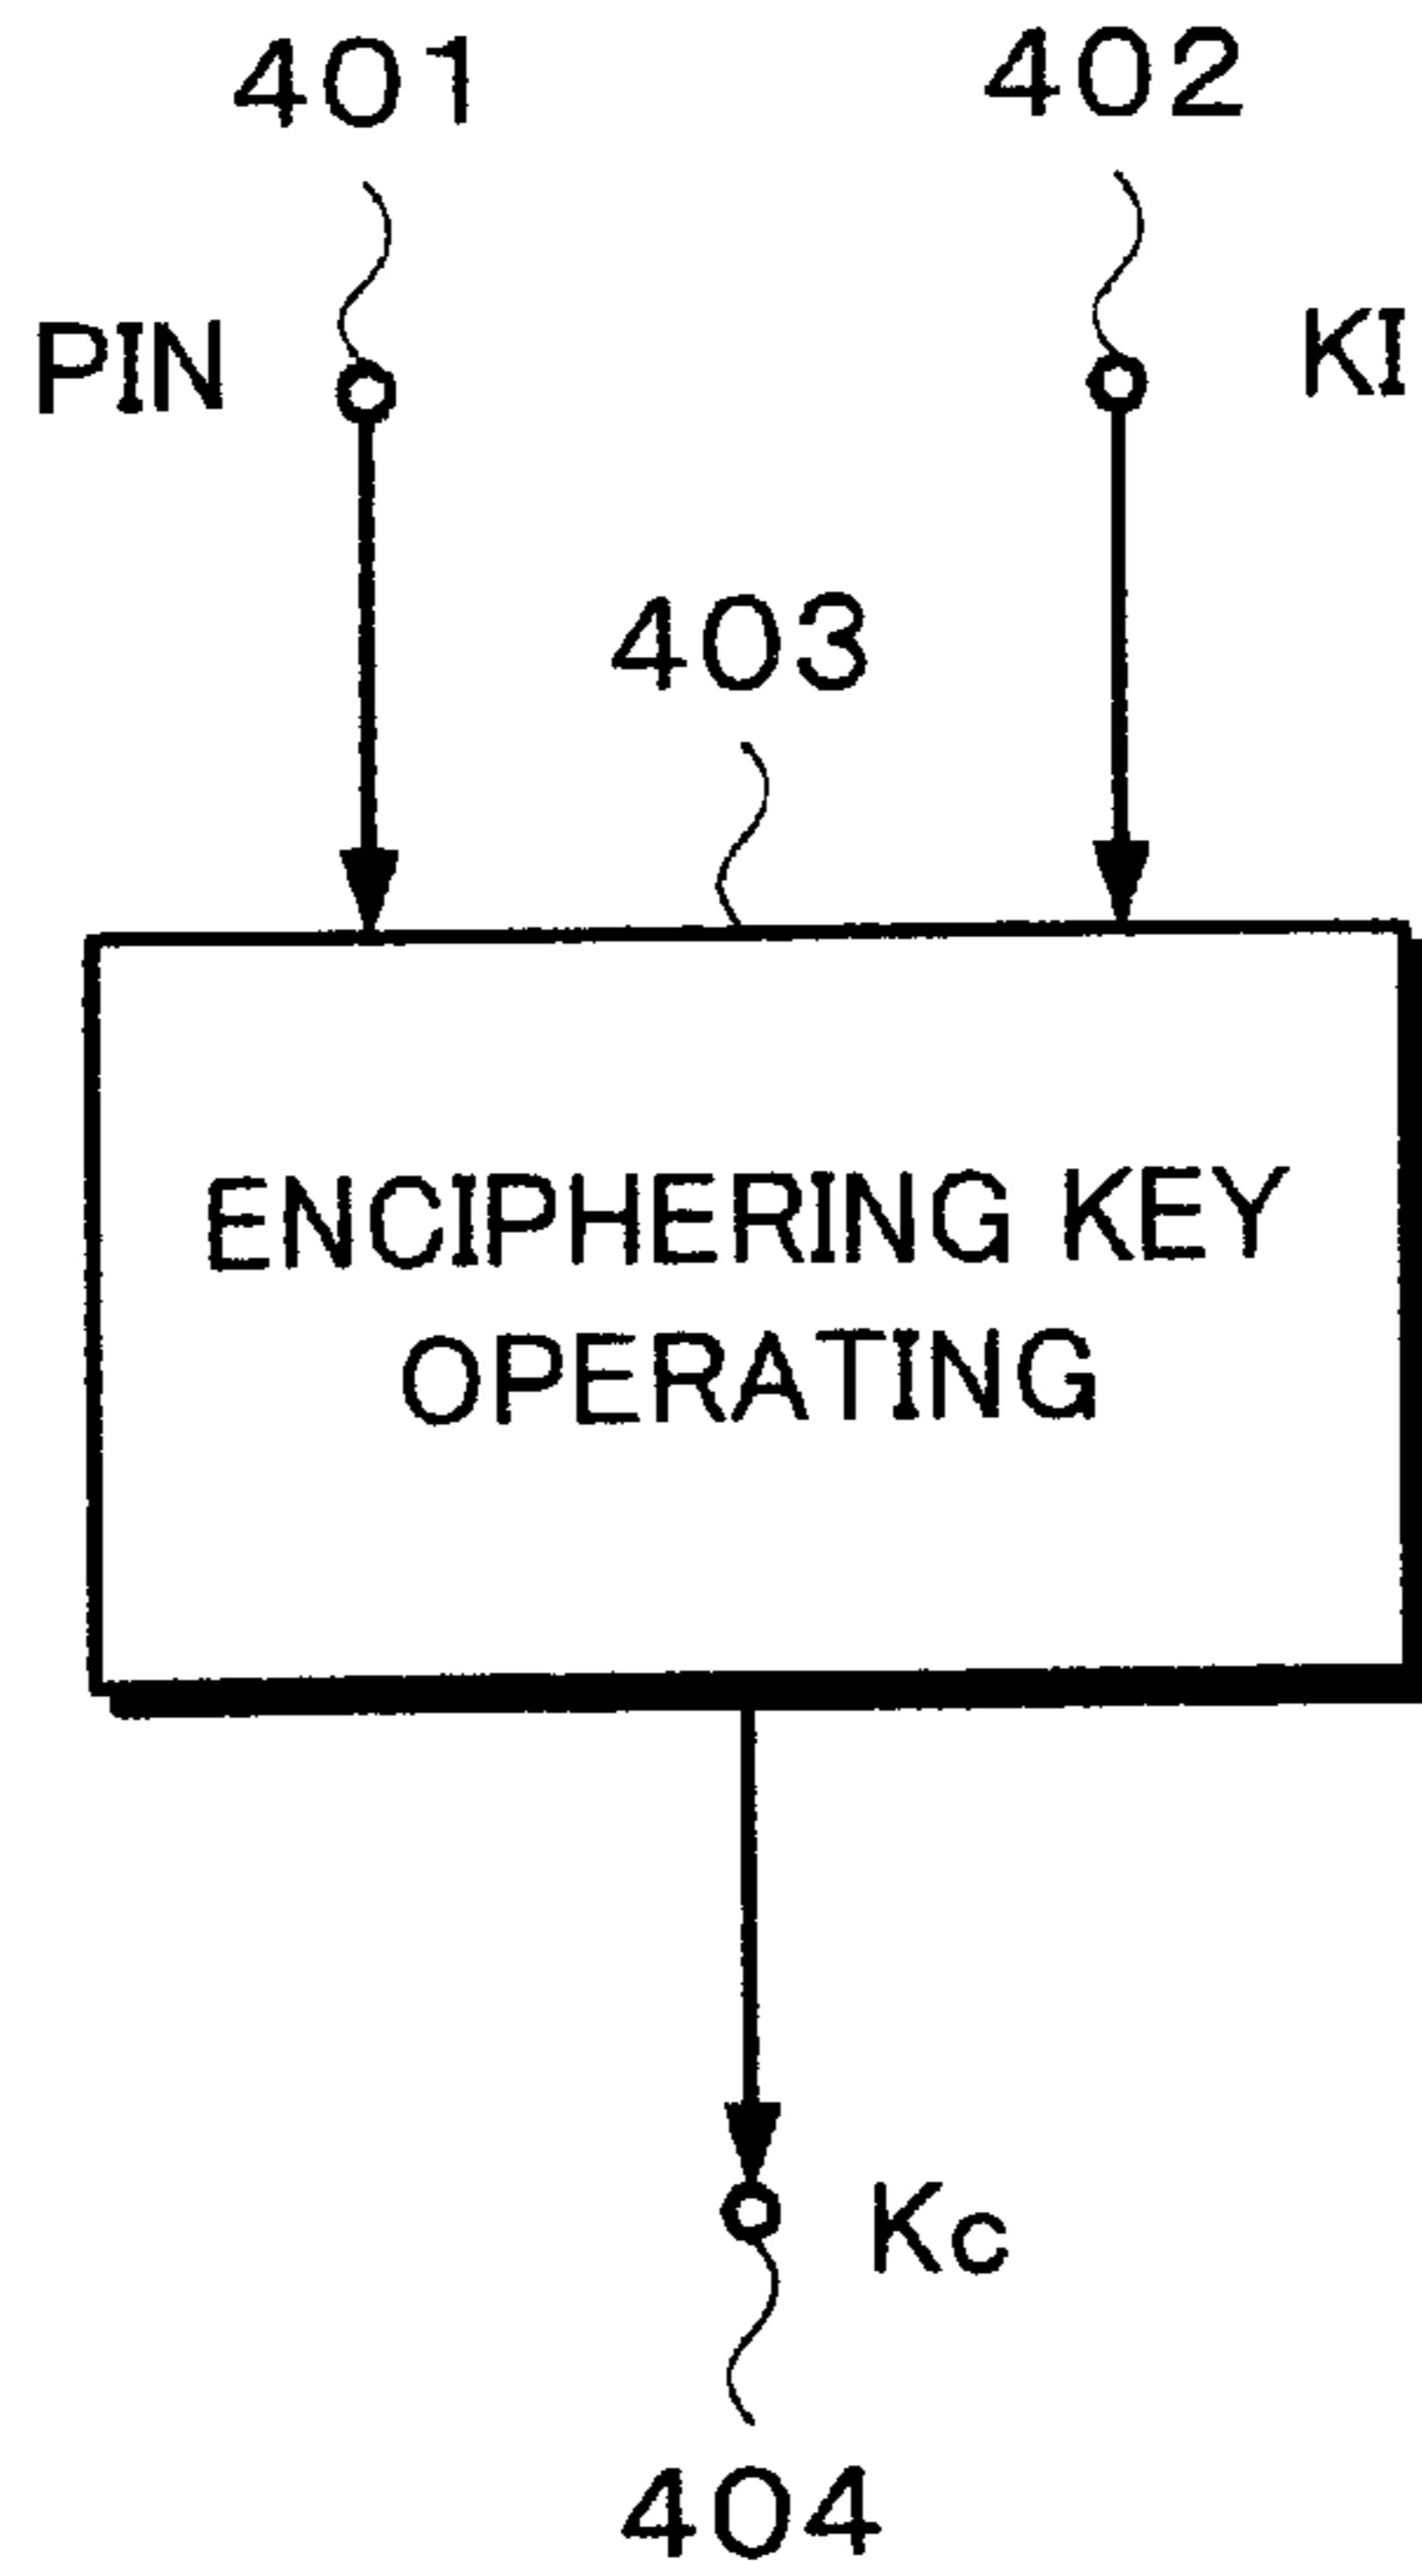 401 402
PIN KI
403
ENCIPHERING KEY
OPERATING
Kc
404